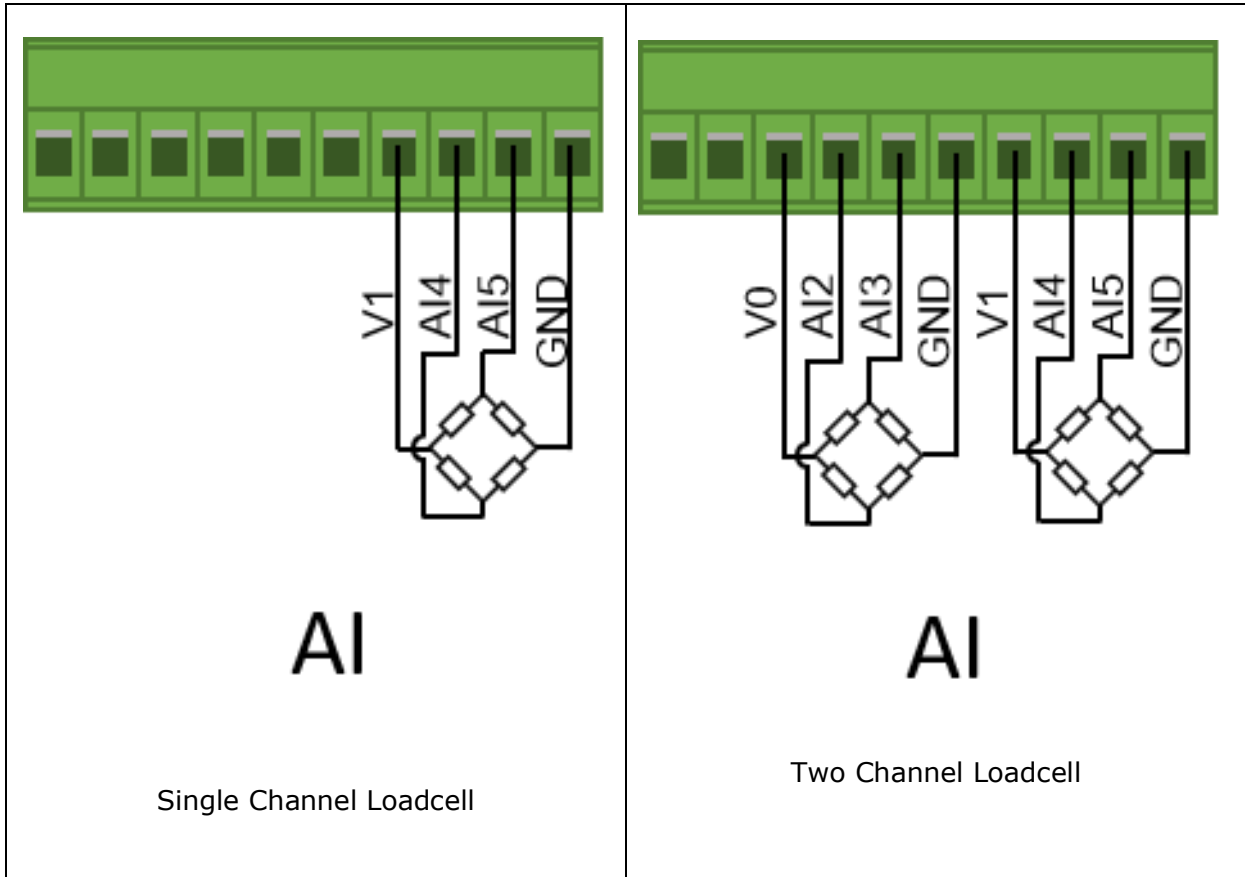 V1
AI4
AI5
GND
AI
Single Channel Loadcell
V0
AI2
AI3
GND
V1
AI4
AI5
GND
AI
Two Channel Loadcell